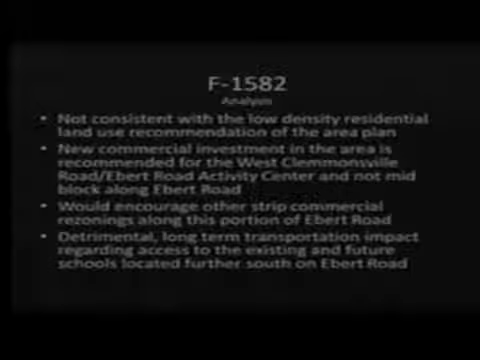 F-1582
Analysis
• Not consistent with the low density residential
land use recommendation of the area plan
• New commercial investment in the area is
recommended for the West Clemmonsville
Road/Ebert Road Activity Center and not mid
block along Ebert Road
• Would encourage other strip commercial
rezonings along this portion of Ebert Road
• Detrimental, long term transportation impact
regarding access to the existing and future
schools located further south on Ebert Road